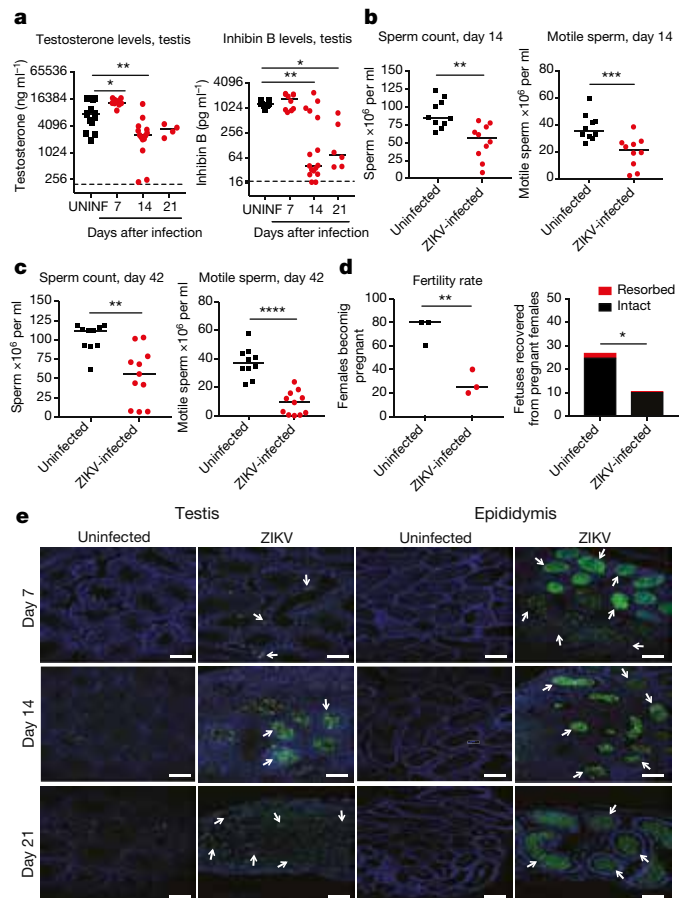 a
Testosterone levels, testis
Testosterone (ng ml⁻¹)
65536
16384
4096
1024
256
**
*
UNINF 7 14 21
Days after infection
Inhibin B levels, testis
Inhibin B (pg ml⁻¹)
4096
1024
256
64
16
*
**
UNINF 7 14 21
Days after infection
b
Sperm count, day 14
Sperm ×10⁶ per ml
150
125
100
75
50
25
0
**
Uninfected
ZIKV-infected
Motile sperm, day 14
Motile sperm ×10⁶ per ml
80
60
40
20
0
***
Uninfected
ZIKV-infected
c
Sperm count, day 42
Sperm ×10⁶ per ml
150
125
100
75
50
25
0
**
Uninfected
ZIKV-infected
Motile sperm, day 42
Motile sperm ×10⁶ per ml
80
60
40
20
0
****
Uninfected
ZIKV-infected
d
Fertility rate
Females becomig
pregnant
100
80
60
40
20
0
**
Uninfected
ZIKV-infected
Resorbed
Intact
Fetuses recovered
from pregnant females
50
40
30
20
10
0
*
Uninfected
ZIKV-infected
e
Testis
Epididymis
Uninfected
ZIKV
Uninfected
ZIKV
Day 7
Day 14
Day 21